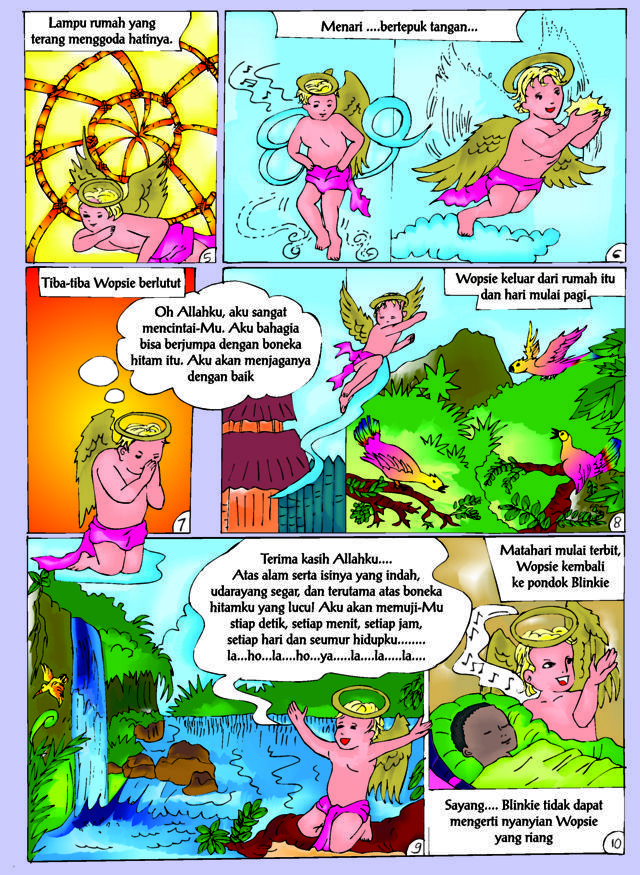 Lampu rumah yang
terang menggoda hatinya.
5
Menari ....bertepuk tangan...
6
Tiba-tiba Wopsie berlutut
Oh Allahku, aku sangat
mencintai-Mu. Aku bahagia
bisa berjumpa dengan boneka
hitam itu. Aku akan menjaganya
dengan baik
7
Wopsie keluar dari rumah itu
dan hari mulai pagi.
8
Terima kasih Allahku....
Atas alam serta isinya yang indah,
udarayang segar, dan terutama atas boneka
hitamku yang lucu! Aku akan memuji-Mu
stiap detik, setiap menit, setiap jam,
setiap hari dan seumur hidupku........
la...ho...la....ho...ya.....la....la.....la....
9
Matahari mulai terbit,
Wopsie kembali
ke pondok Blinkie
Sayang.... Blinkie tidak dapat
mengerti nyanyian Wopsie
yang riang
10